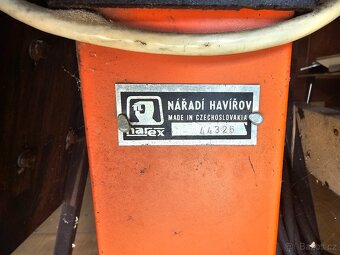 narex
NÁŘADÍ HAVÍŘOV
MADE IN CZECHOSLOVAKIA
44326